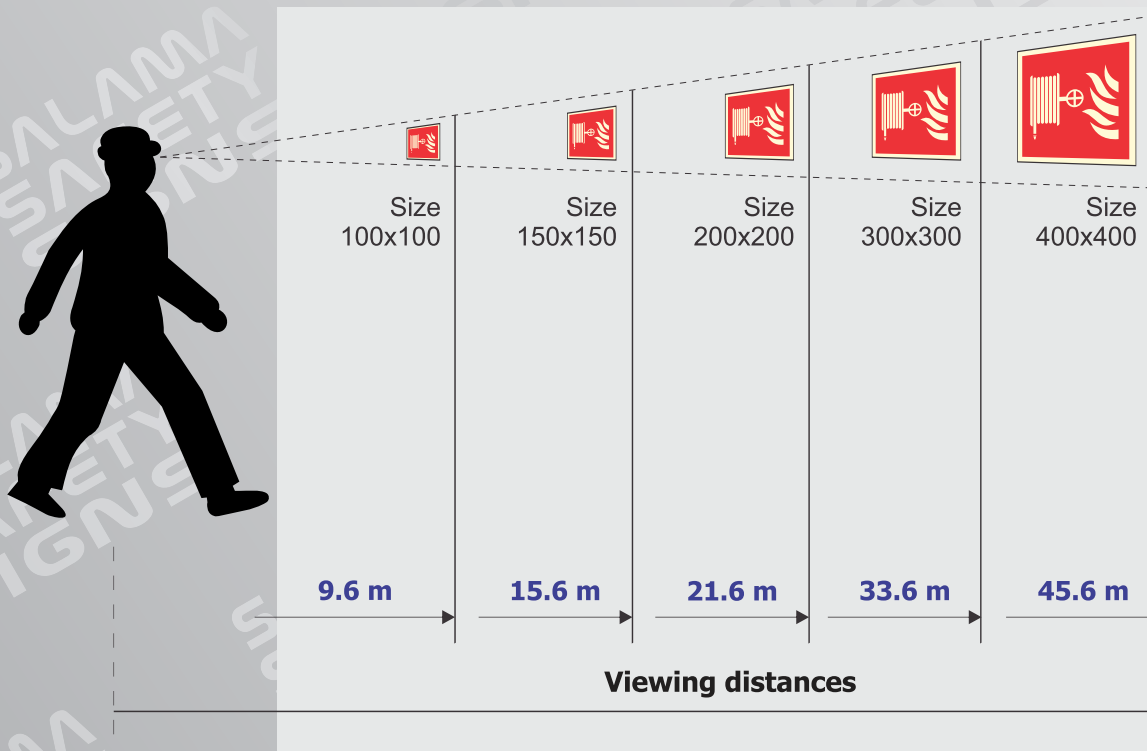 SALAMA
SAFETY
SIGNS
Size
100x100
Size
150x150
Size
200x200
Size
300x300
Size
400x400
9.6 m
15.6 m
21.6 m
33.6 m
45.6 m
Viewing distances